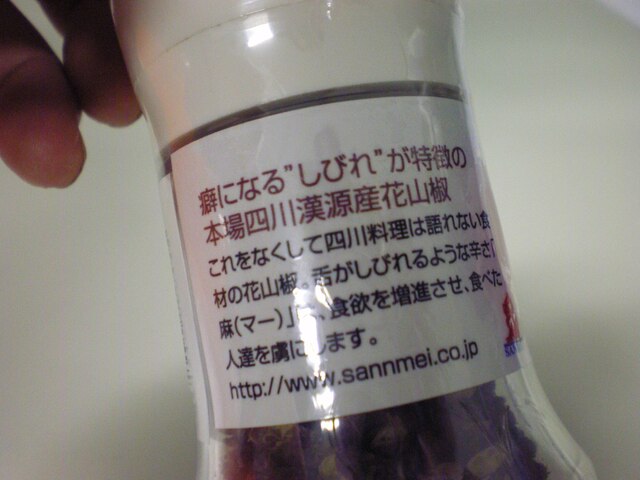 癖になる"しびれ"が特徴の
本場四川漢源産花山椒
これをなくして四川料理は語れない食
材の花山椒。舌がしびれるような辛さ「
麻(マー)」、食欲を増進させ、食べた
人達を虜にします。
http://www.sannmei.co.jp